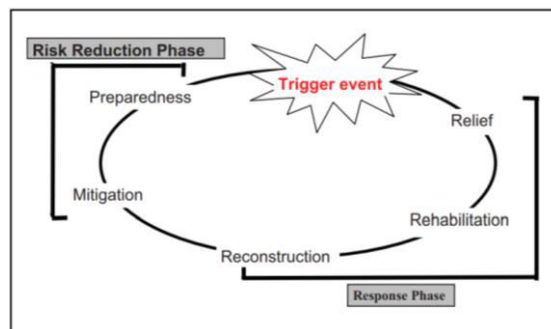 Risk Reduction Phase
Trigger event
Preparedness
Relief
Mitigation
Rehabilitation
Reconstruction
Response Phase